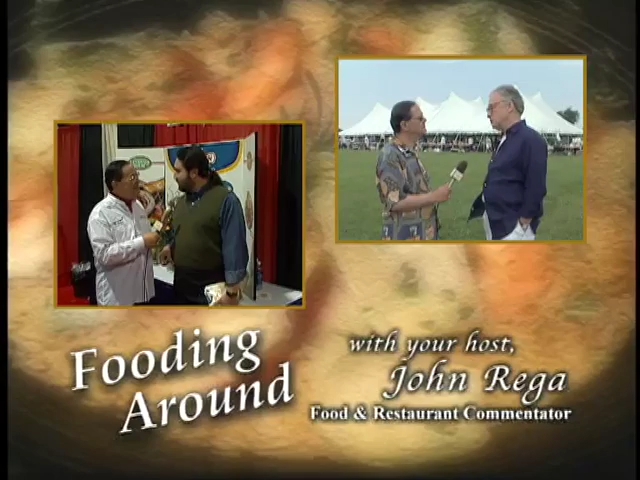 Fooding
Around
with your host,
John Rega
Food & Restaurant Commentator